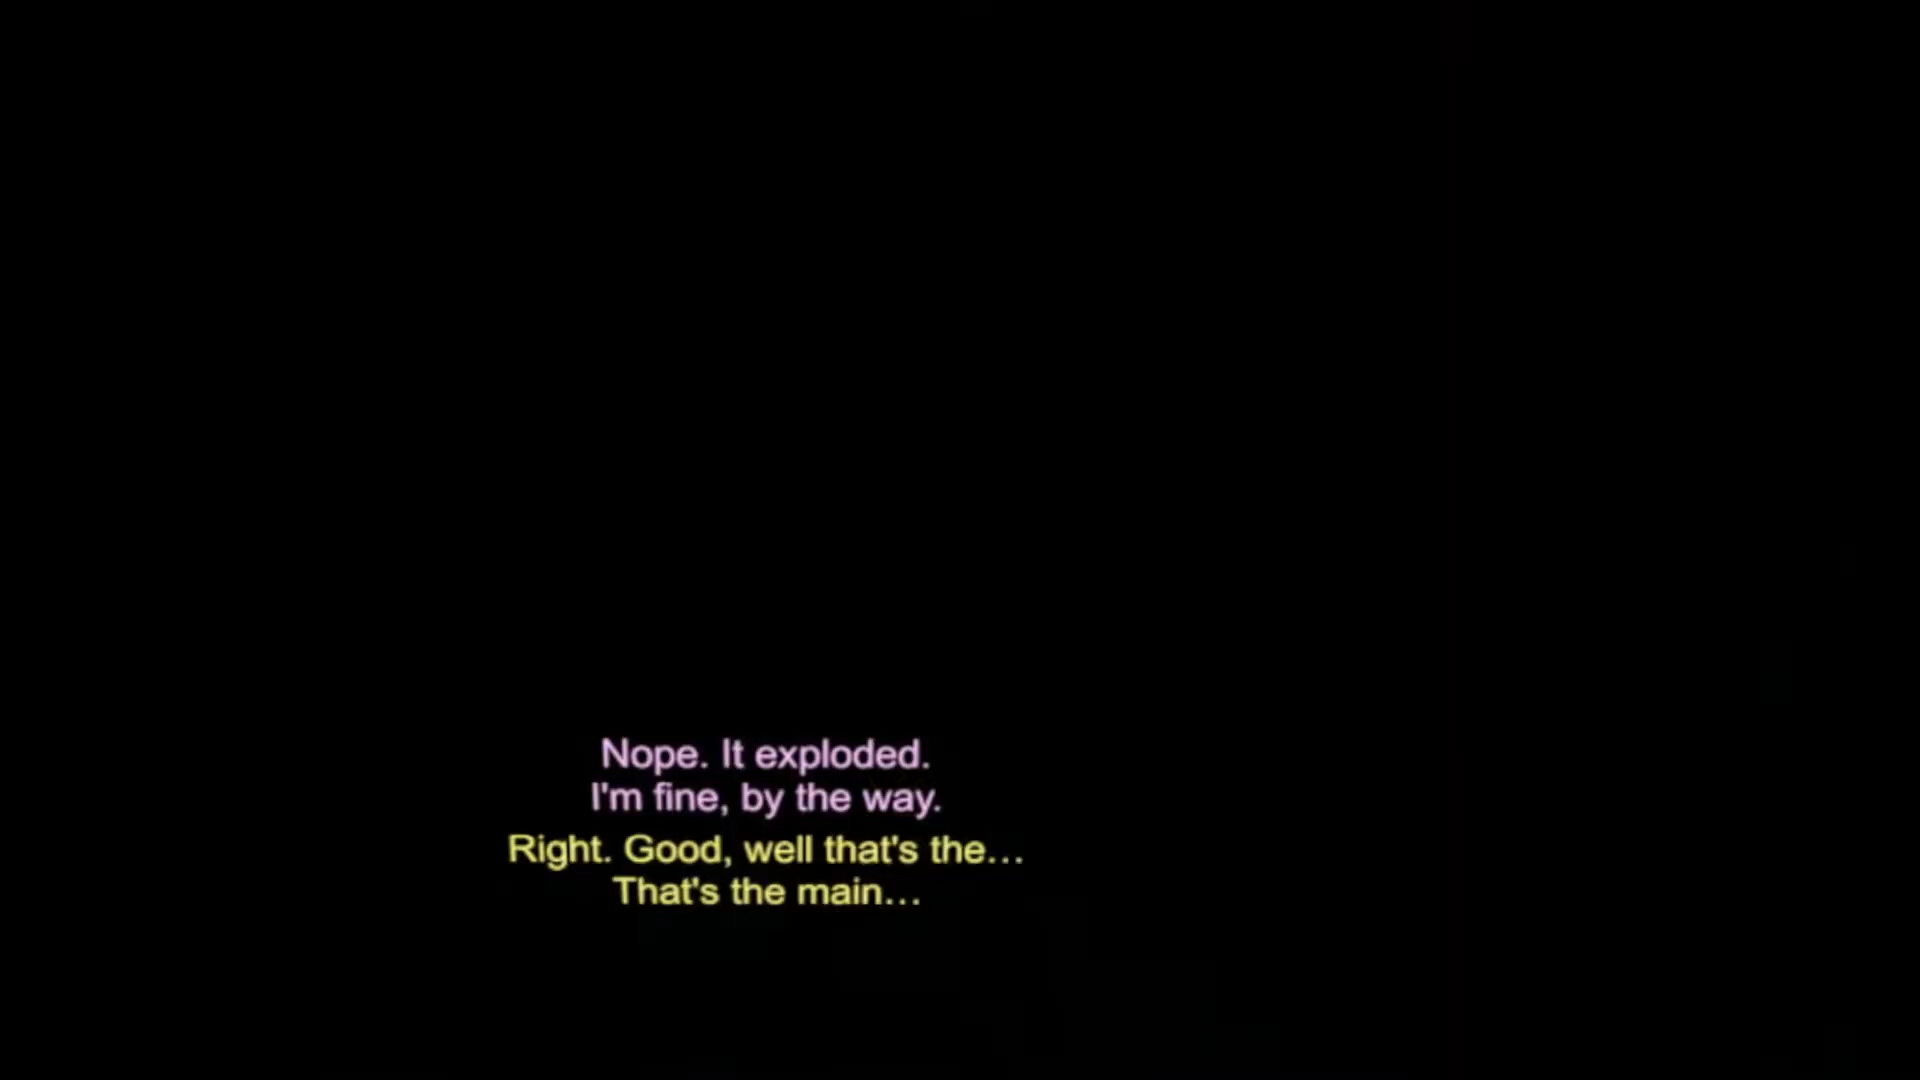 Nope. It exploded.
I'm fine, by the way.
Right. Good, well that's the…
That's the main…